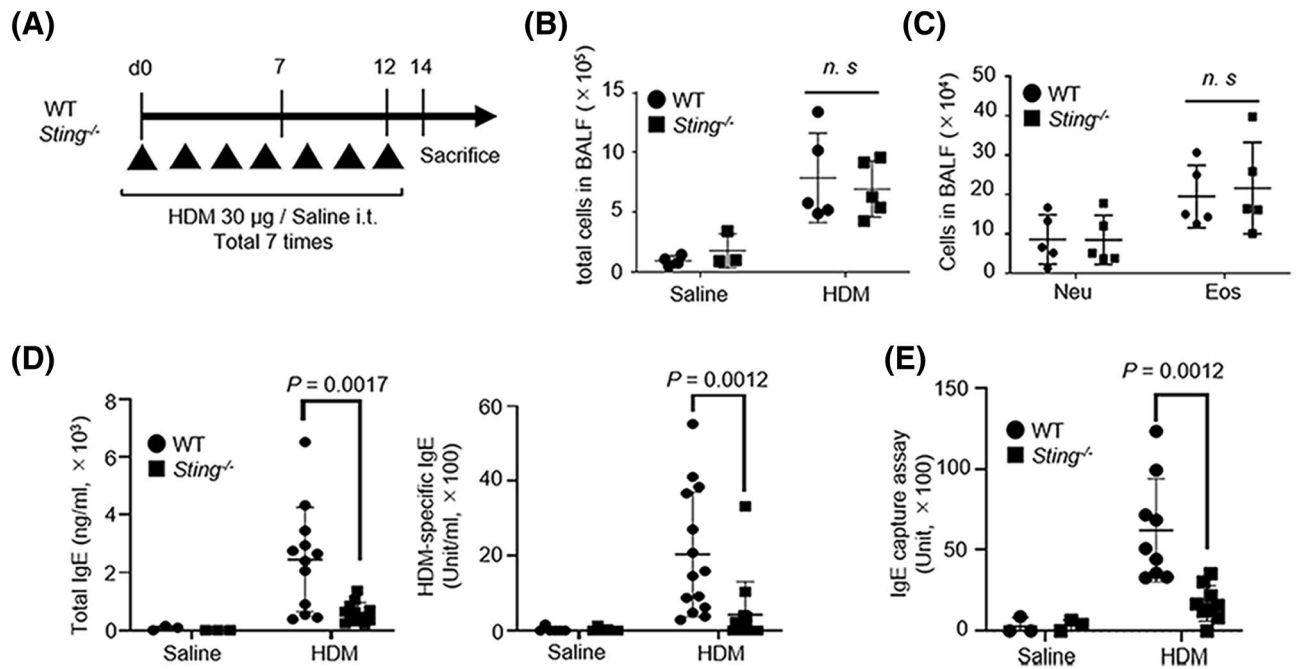 (A)
d0 7 12 14
WT
Sting-/-
Sacrifice
HDM 30 µg / Saline i.t.
Total 7 times
(B)
total cells in BALF (×10⁵)
15
10
5
0
WT
Sting-/-
n. s
Saline HDM
(C)
Cells in BALF (×10⁴)
50
40
30
20
10
0
WT
Sting-/-
n. s
Neu Eos
(D)
Total IgE (ng/ml, ×10³)
8
6
4
2
0
WT
Sting-/-
P = 0.0017
Saline HDM
HDM-specific IgE
(Unit/ml, ×100)
60
40
20
0
P = 0.0012
Saline HDM
(E)
IgE capture assay
(Unit, ×100)
150
100
50
0
WT
Sting-/-
P = 0.0012
Saline HDM